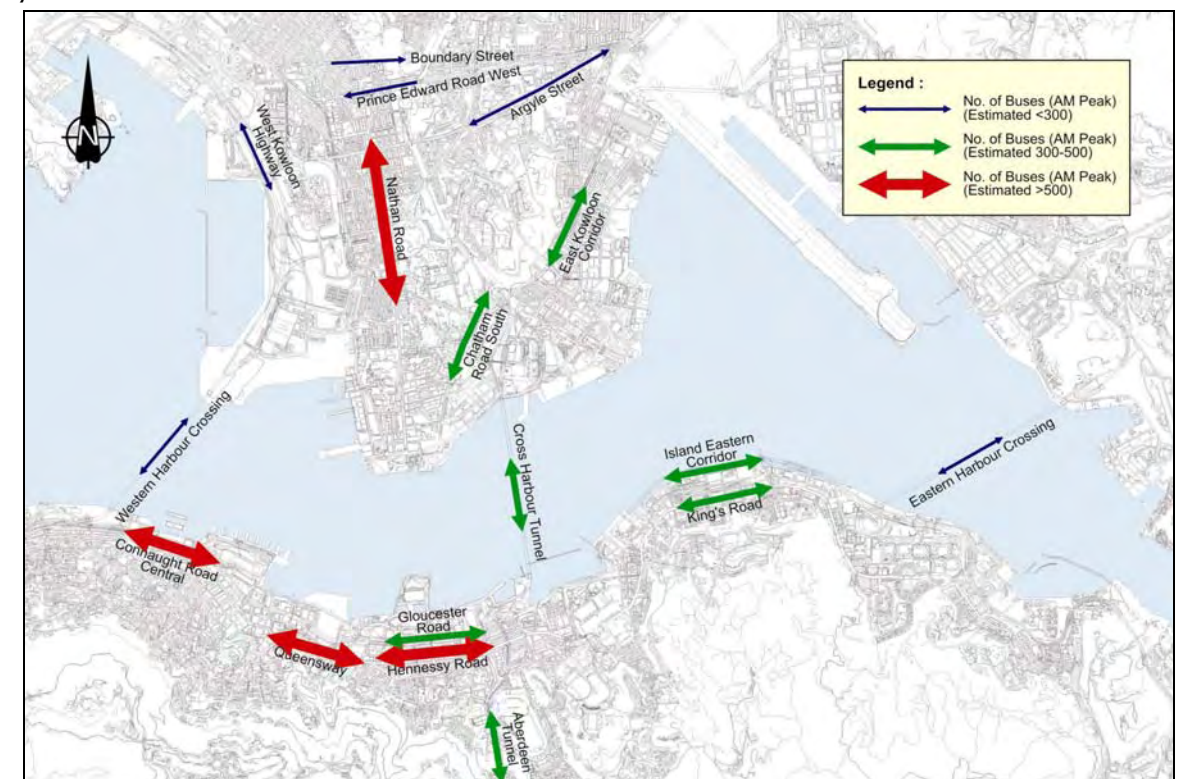 Boundary Street
Prince Edward Road West
Argyle Street
West Kowloon
Highway
Legend :
No. of Buses (AM Peak)
(Estimated <300)
No. of Buses (AM Peak)
(Estimated 300-500)
No. of Buses (AM Peak)
(Estimated >500)
N
Nathan Road
East Kowloon
Corridor
Chatham
Road South
Western Harbour Crossing
Cross Harbour Tunnel
Island Eastern
Corridor
King's Road
Eastern Harbour Crossing
Connaught Road
Central
Gloucester
Road
Queensway
Hennessy Road
Aberdeen
Tunnel